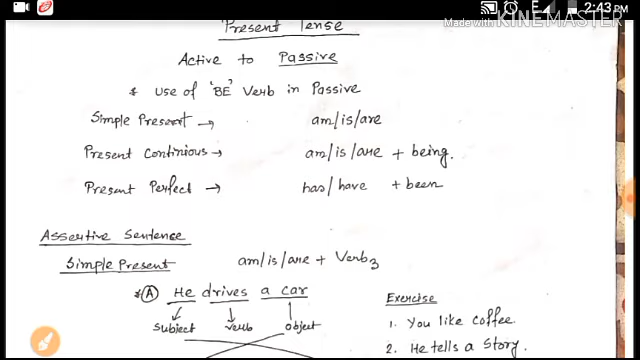 2:43PM
Made with KINEMASTER
Present Tense
Active to Passive
* Use of 'BE' Verb in Passive
Simple Present → am/is/are
Present Continious → am/is/are + being.
Present Perfect → has/have + been
Assertive Sentence
Simple Present am/is/are + Verb3
* (A) He drives a car
Subject verb object
Exercise
1. You like Coffee.
2. He tells a Story.